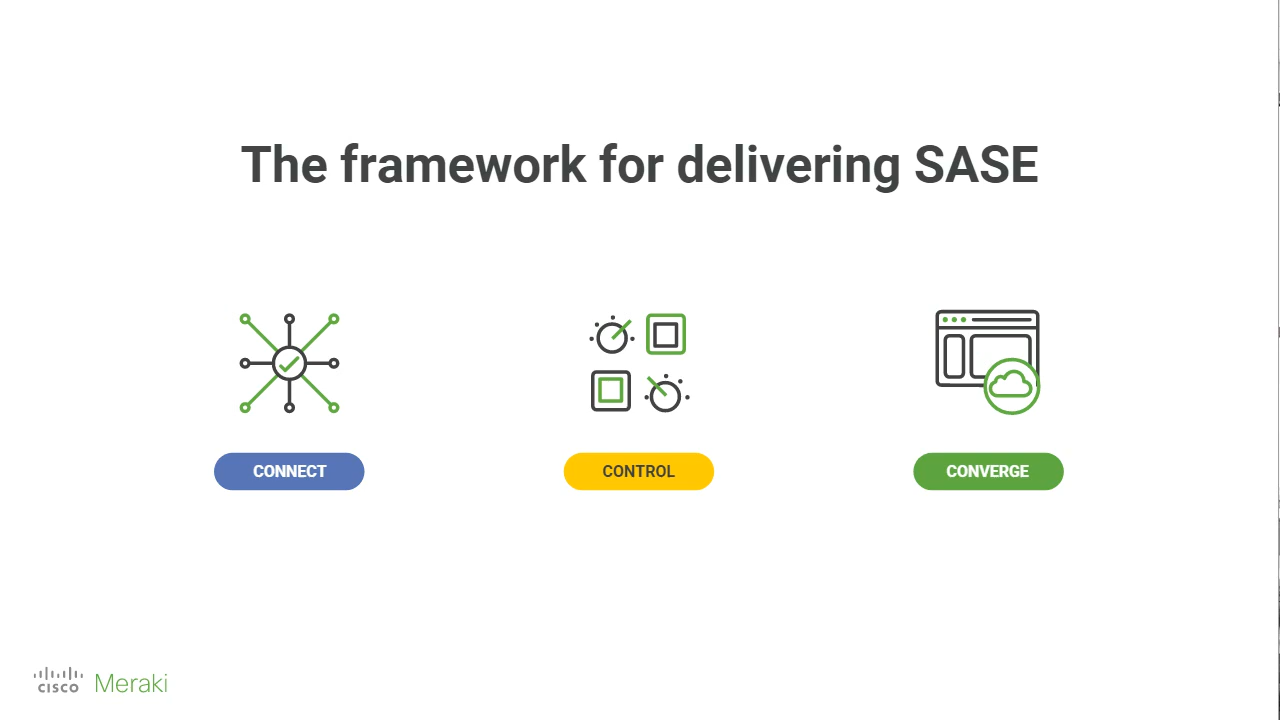 The framework for delivering SASE
CONNECT
CONTROL
CONVERGE
CISCO Meraki